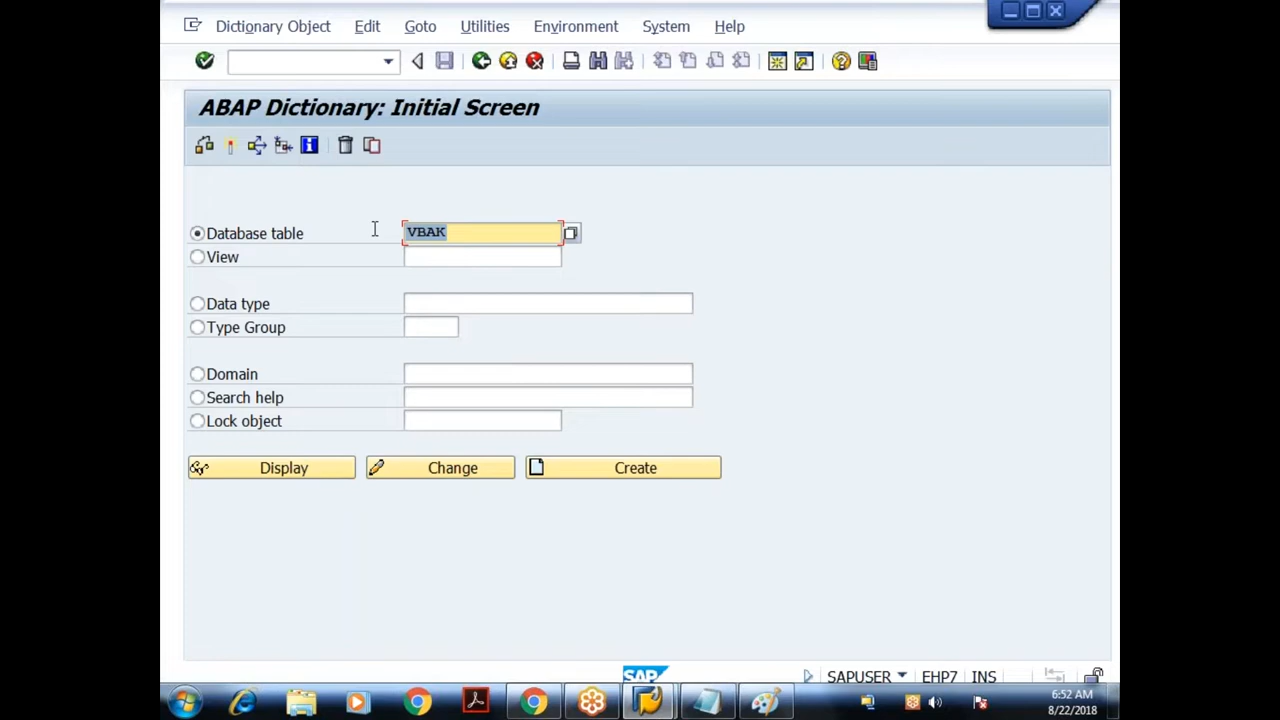 Dictionary Object Edit Goto Utilities Environment System Help
ABAP Dictionary: Initial Screen
Database table VBAK
View
Data type
Type Group
Domain
Search help
Lock object
Display Change Create
SAP SAPUSER EHP7 INS
6:52 AM
8/22/2018